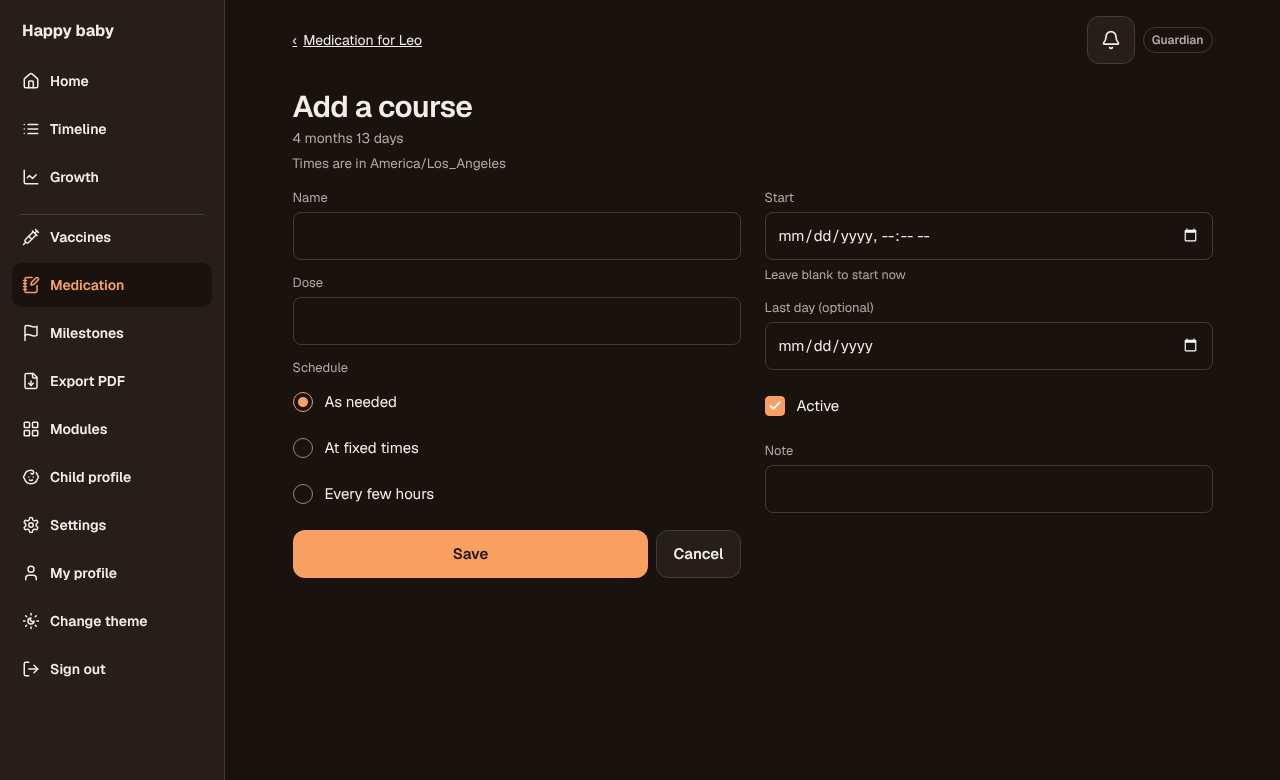 Happy baby
Home
Timeline
Growth
Vaccines
Medication
Milestones
Export PDF
Modules
Child profile
Settings
My profile
Change theme
Sign out
‹ Medication for Leo
Guardian
Add a course
4 months 13 days
Times are in America/Los_Angeles
Name
Dose
Schedule
As needed
At fixed times
Every few hours
Save
Cancel
Start
mm/dd/yyyy, --:-- --
Leave blank to start now
Last day (optional)
mm/dd/yyyy
Active
Note